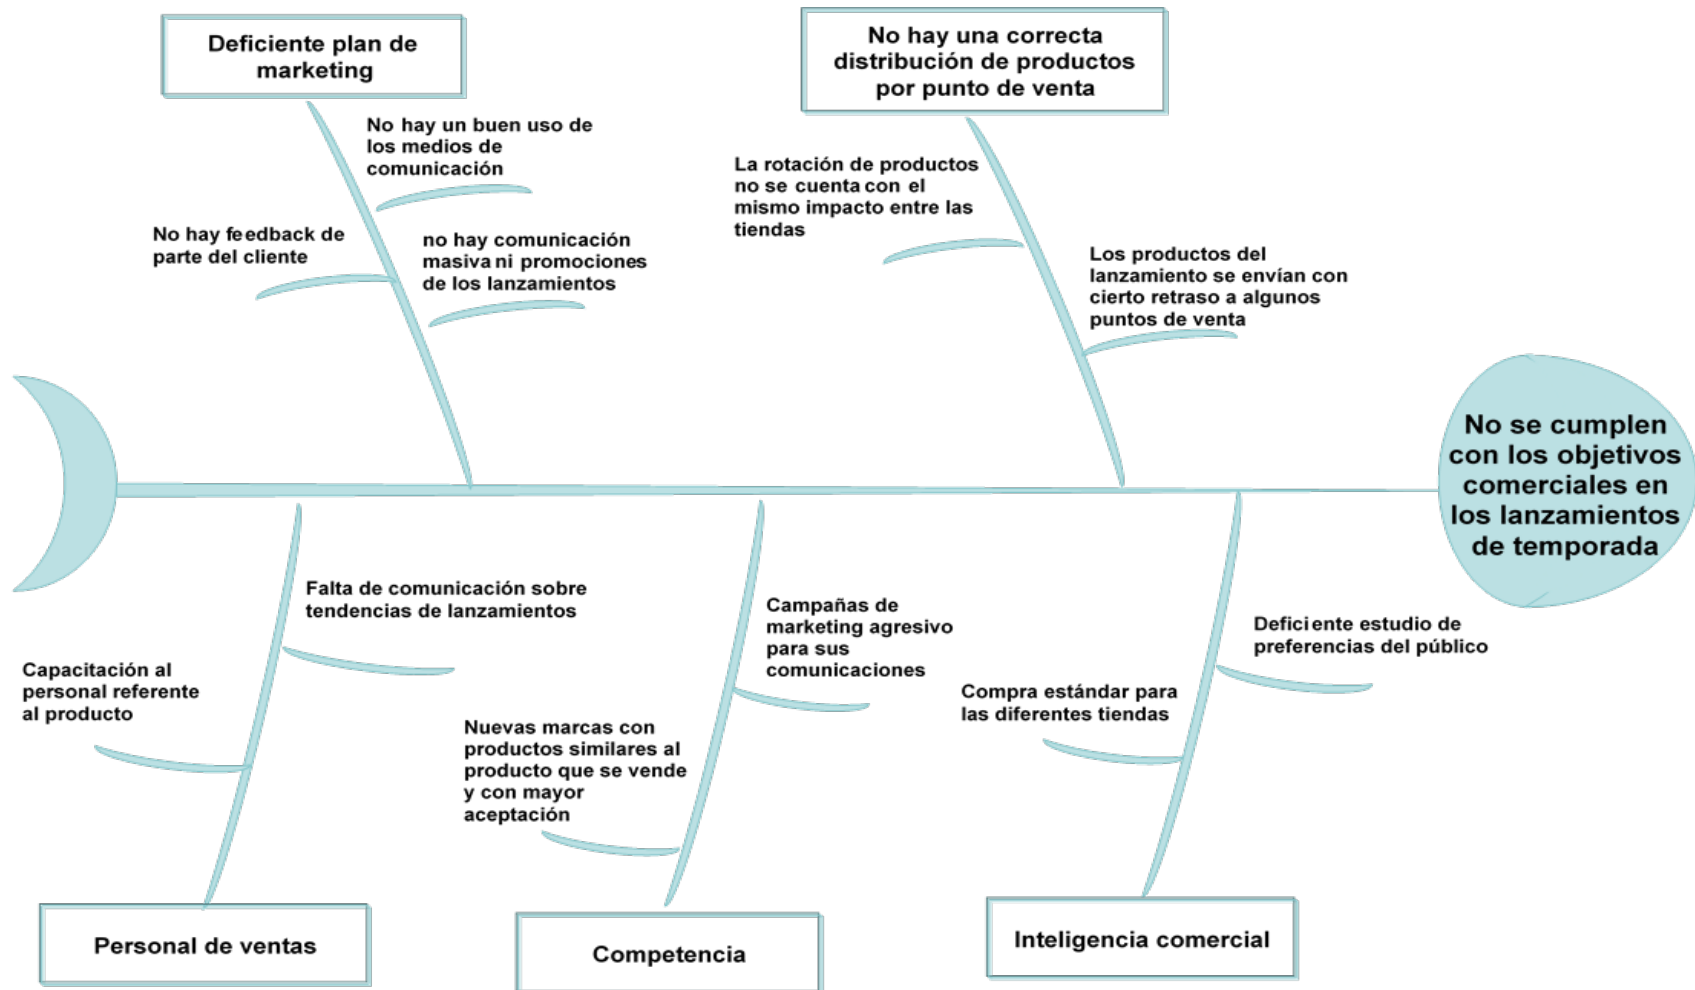 Deficiente plan de
marketing
No hay una correcta
distribución de productos
por punto de venta
No hay un buen uso de
los medios de
comunicación
No hay feedback de
parte del cliente
no hay comunicación
masiva ni promociones
de los lanzamientos
La rotación de productos
no se cuenta con el
mismo impacto entre las
tiendas
Los productos del
lanzamiento se envían con
cierto retraso a algunos
puntos de venta
No se cumplen
con los objetivos
comerciales en
los lanzamientos
de temporada
Falta de comunicación sobre
tendencias de lanzamientos
Capacitación al
personal referente
al producto
Campañas de
marketing agresivo
para sus
comunicaciones
Nuevas marcas con
productos similares al
producto que se vende
y con mayor
aceptación
Deficiente estudio de
preferencias del público
Compra estándar para
las diferentes tiendas
Personal de ventas
Competencia
Inteligencia comercial